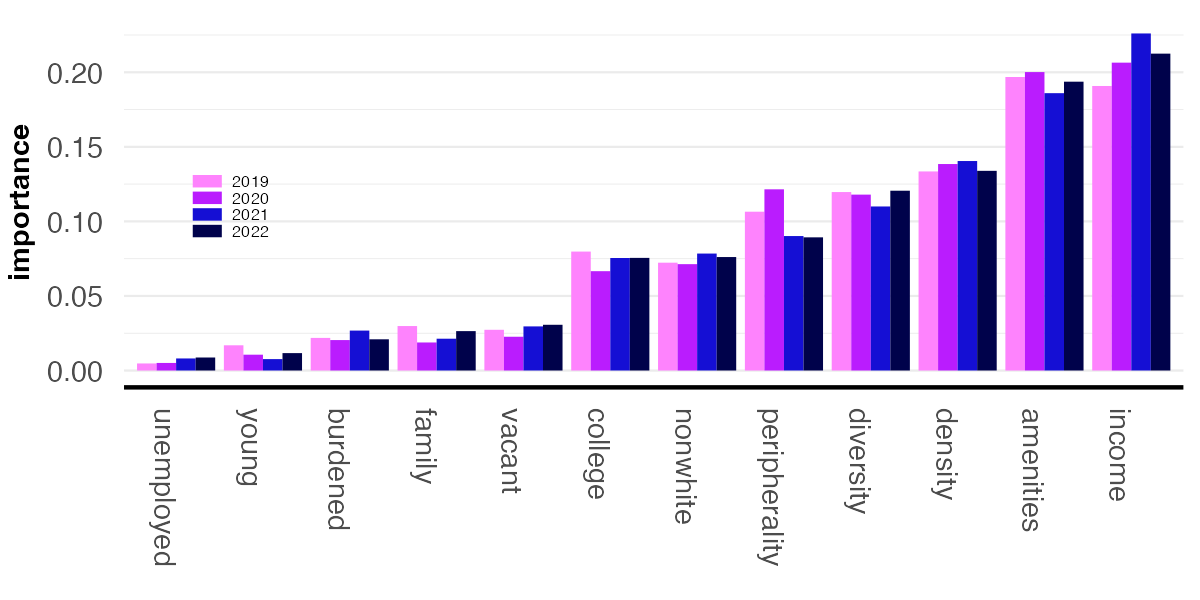 importance
0.20
0.15
0.10
0.05
0.00
2019
2020
2021
2022
unemployed
young
burdened
family
vacant
college
nonwhite
peripherality
diversity
density
amenities
income